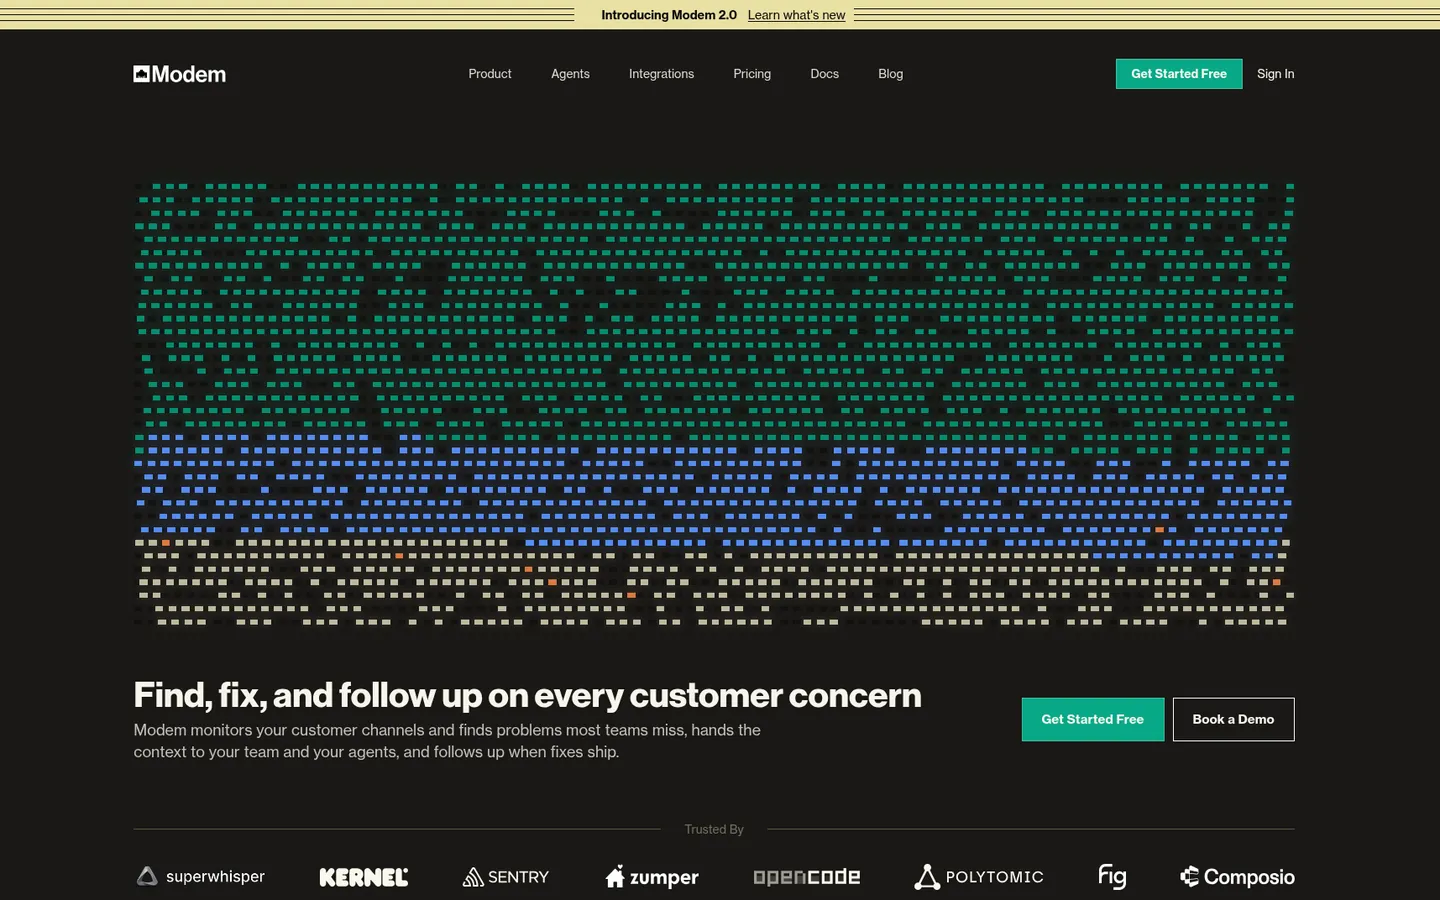 Introducing Modem 2.0 Learn what's new
Modem
Product Agents Integrations Pricing Docs Blog
Get Started Free Sign In
Find, fix, and follow up on every customer concern
Modem monitors your customer channels and finds problems most teams miss, hands the
context to your team and your agents, and follows up when fixes ship.
Get Started Free Book a Demo
Trusted By
superwhisper KERNEL SENTRY zumper opencode POLYTOMIC fig Composio